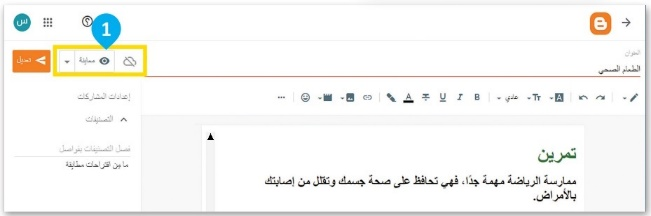 1
معاينة
تعديل
العنوان
الطعام الصحي
إعدادات المشاركات
التصنيفات
فصل التصنيفات بفواصل
ما من اقتراحات مطابقة
عادي
B I U
تمرين
ممارسة الرياضة مهمة جدًا، فهي تحافظ على صحة جسمك وتقلل من إصابتك
بالأمراض.